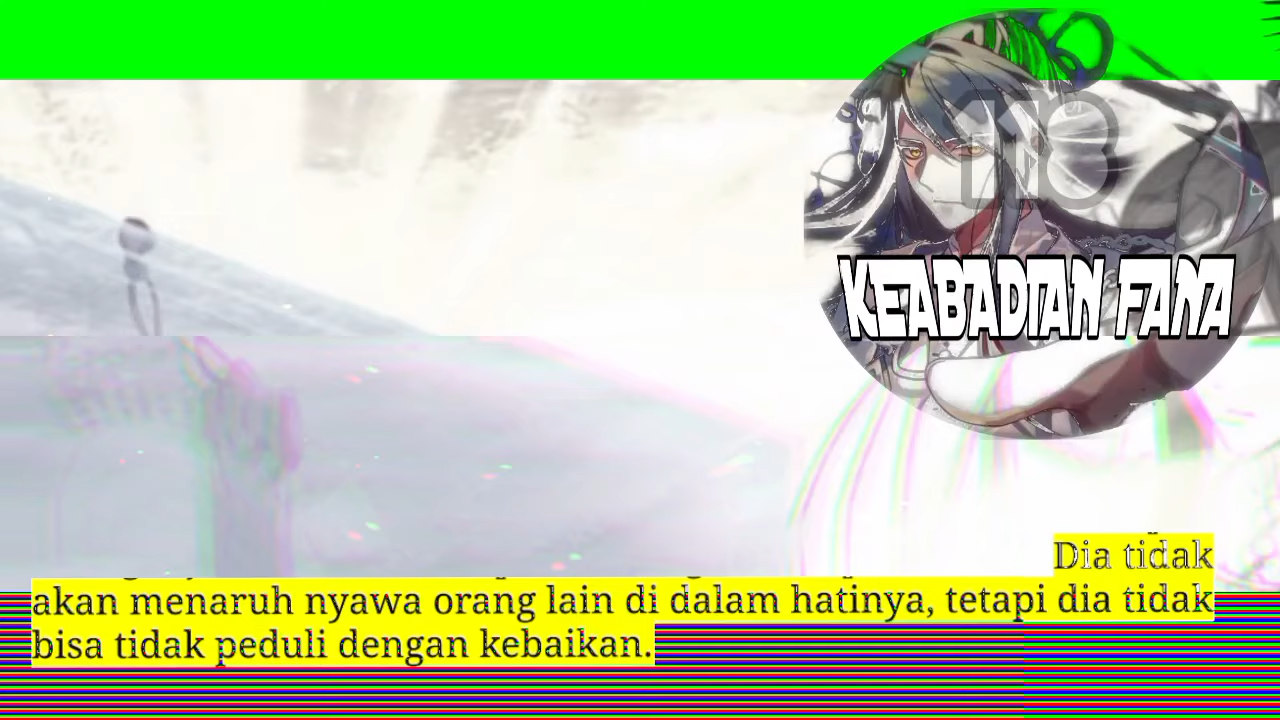 118
KEABADIAN FANA
Dia tidak
akan menaruh nyawa orang lain di dalam hatinya, tetapi dia tidak
bisa tidak peduli dengan kebaikan.